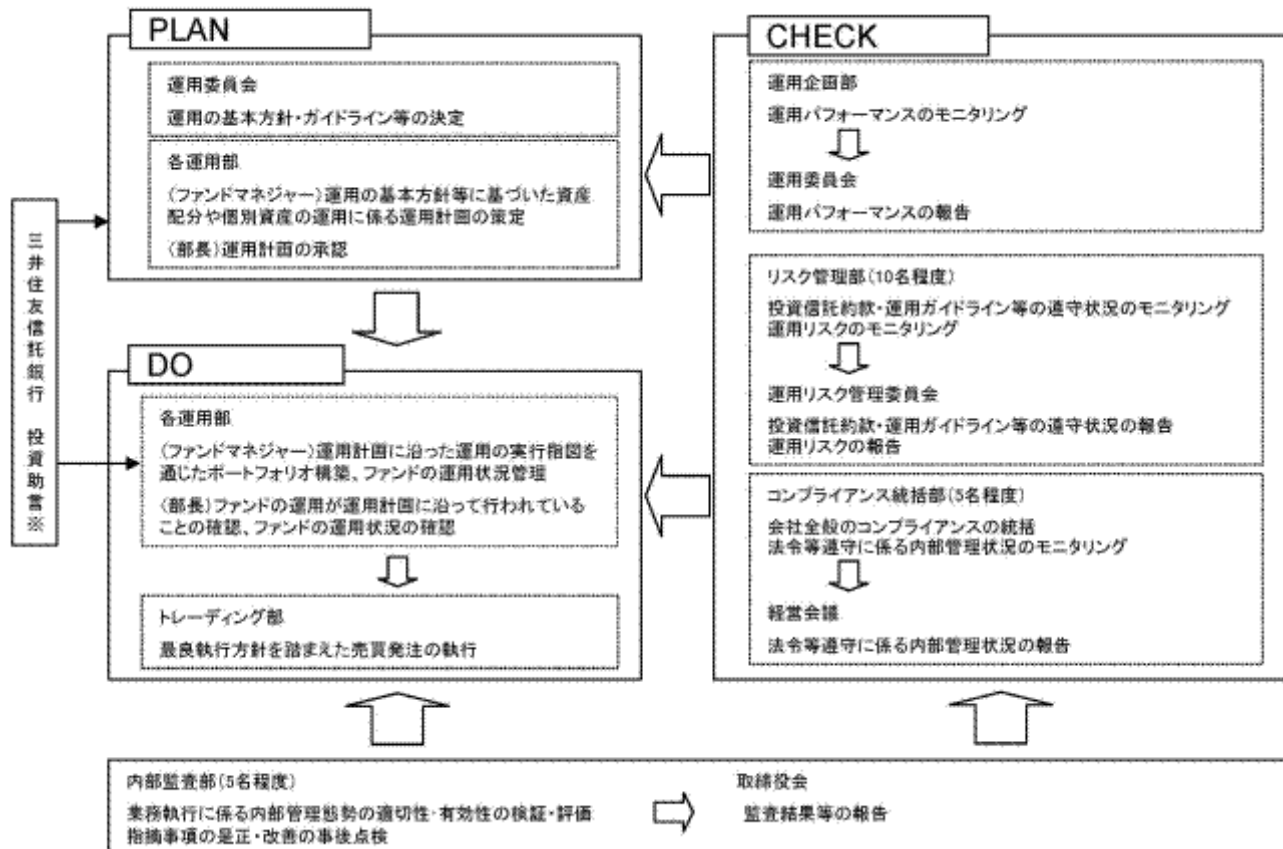 PLAN
運用委員会
運用の基本方針・ガイドライン等の決定
各運用部
〈ファンドマネジャー〉運用の基本方針等に基づいた資産
配分や個別資産の運用に係る運用計画の策定
〈部長〉運用計画の承認
三井住友信託銀行 投資助言※
DO
各運用部
〈ファンドマネジャー〉運用計画に沿った運用の実行指図を
通じたポートフォリオ構築、ファンドの運用状況管理
〈部長〉ファンドの運用が運用計画に沿って行われている
ことの確認、ファンドの運用状況の確認
トレーディング部
最良執行方針を踏まえた売買発注の執行
CHECK
運用企画部
運用パフォーマンスのモニタリング
運用委員会
運用パフォーマンスの報告
リスク管理部(10名程度)
投資信託約款・運用ガイドライン等の遵守状況のモニタリング
運用リスクのモニタリング
運用リスク管理委員会
投資信託約款・運用ガイドライン等の遵守状況の報告
運用リスクの報告
コンプライアンス統括部(5名程度)
会社全般のコンプライアンスの統括
法令等遵守に係る内部管理状況のモニタリング
経営会議
法令等遵守に係る内部管理状況の報告
内部監査部(5名程度)
業務執行に係る内部管理態勢の適切性・有効性の検証・評価
指摘事項の是正・改善の事後点検
取締役会
監査結果等の報告